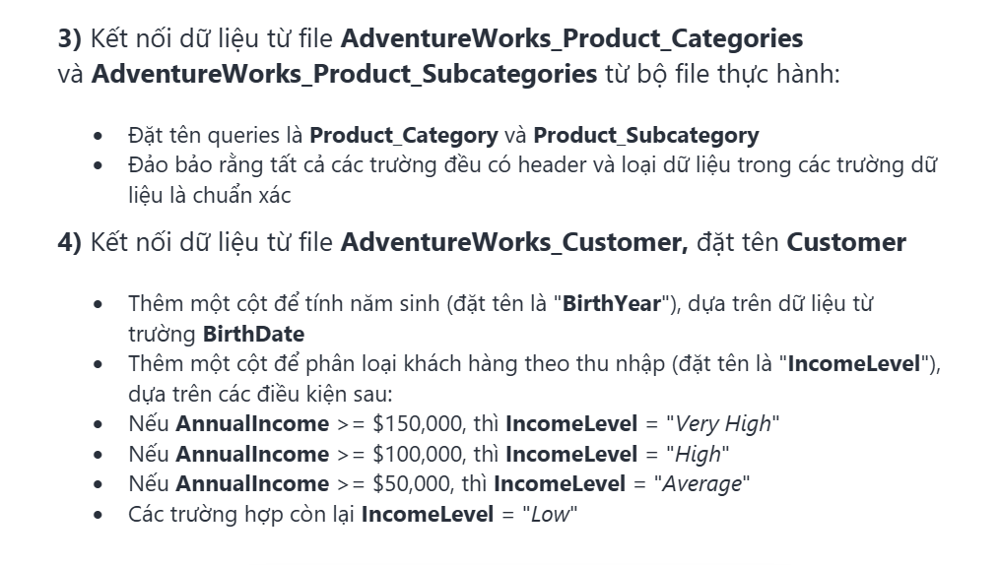 3) Kết nối dữ liệu từ file AdventureWorks_Product_Categories
và AdventureWorks_Product_Subcategories từ bộ file thực hành:
• Đặt tên queries là Product_Category và Product_Subcategory
• Đảo bảo rằng tất cả các trường đều có header và loại dữ liệu trong các trường dữ
liệu là chuẩn xác
4) Kết nối dữ liệu từ file AdventureWorks_Customer, đặt tên Customer
• Thêm một cột để tính năm sinh (đặt tên là "BirthYear"), dựa trên dữ liệu từ
trường BirthDate
• Thêm một cột để phân loại khách hàng theo thu nhập (đặt tên là "IncomeLevel"),
dựa trên các điều kiện sau:
• Nếu AnnualIncome >= $150,000, thì IncomeLevel = "Very High"
• Nếu AnnualIncome >= $100,000, thì IncomeLevel = "High"
• Nếu AnnualIncome >= $50,000, thì IncomeLevel = "Average"
• Các trường hợp còn lại IncomeLevel = "Low"